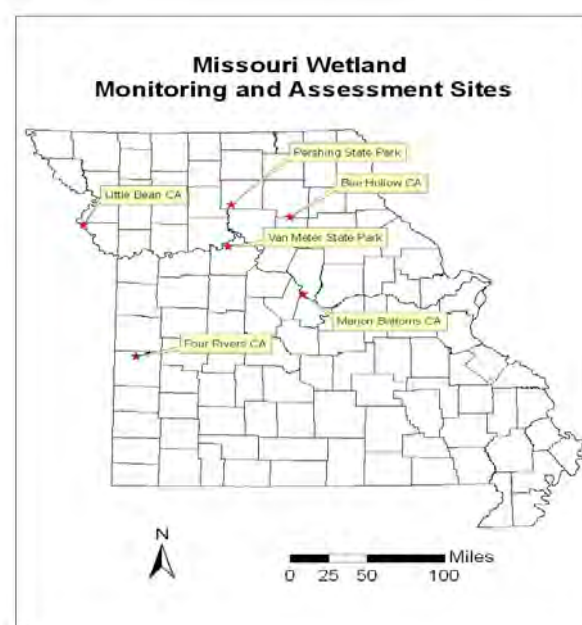 Missouri Wetland
Monitoring and Assessment Sites
Pershing State Park
Bee Hollow CA
Little Bean CA
Van Meter State Park
Marion Bottoms CA
Four Rivers CA
N
Miles
0 25 50 100